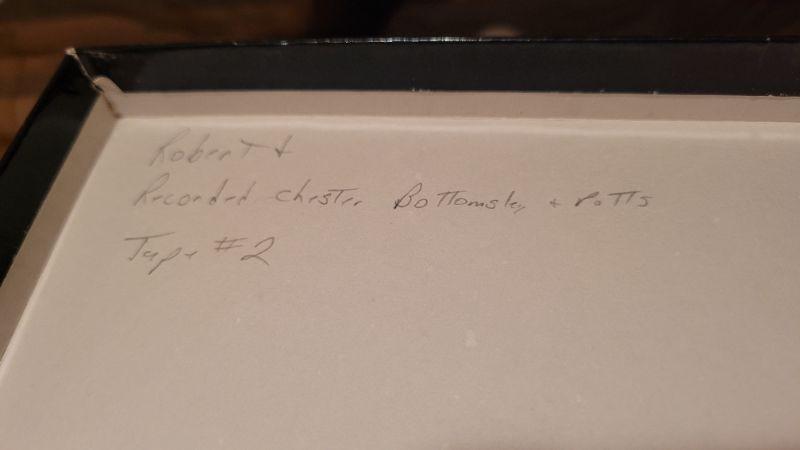 Robert +
Recorded Chester Bottomsley + Potts
Tape #2